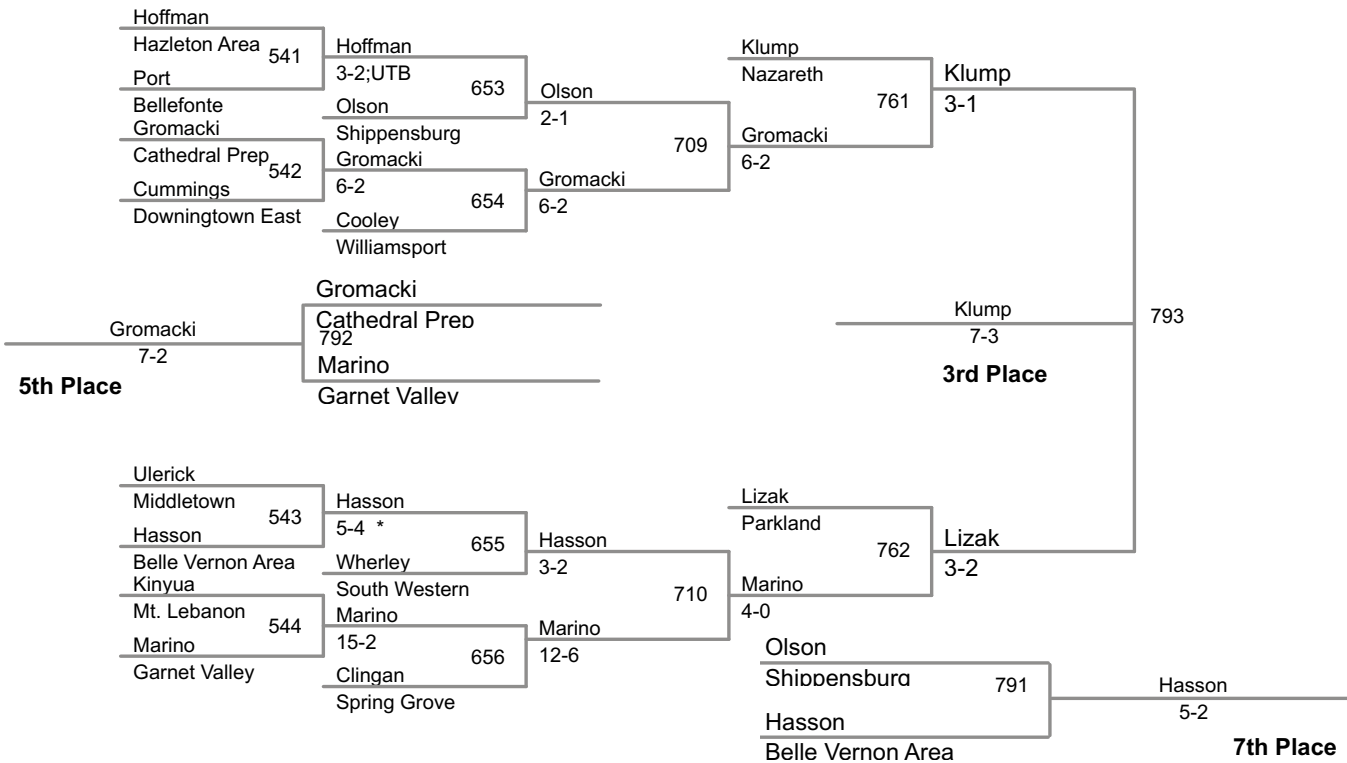 Hoffman
Hazleton Area
541
Port
Bellefonte
Hoffman
3-2;UTB
653
Olson
Shippensburg
Olson
2-1
Gromacki
Cathedral Prep
542
Cummings
Downingtown East
Gromacki
6-2
654
Cooley
Williamsport
Gromacki
6-2
709
Klump
Nazareth
761
Gromacki
6-2
Klump
3-1
Gromacki
Cathedral Prep
792
Marino
Garnet Valley
Gromacki
7-2
5th Place
Klump
7-3
3rd Place
793
Ulerick
Middletown
543
Hasson
Belle Vernon Area
Hasson
5-4 *
655
Wherley
South Western
Hasson
3-2
Kinyua
Mt. Lebanon
544
Marino
Garnet Valley
Marino
15-2
656
Clingan
Spring Grove
Marino
12-6
710
Lizak
Parkland
762
Marino
4-0
Lizak
3-2
Olson
Shippensburg
791
Hasson
Belle Vernon Area
Hasson
5-2
7th Place